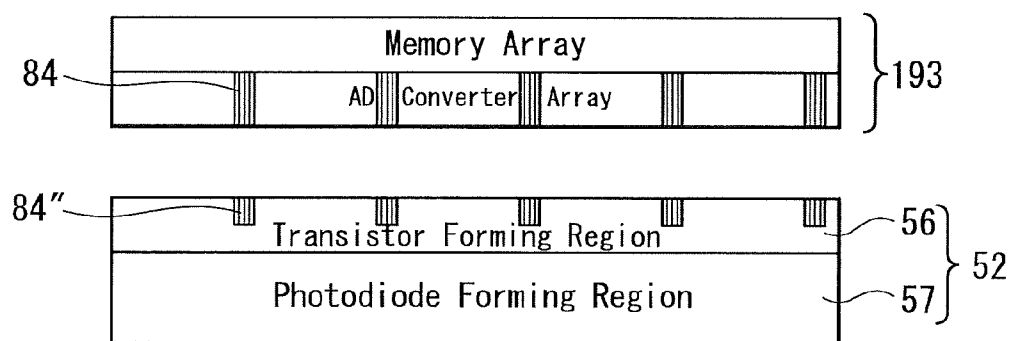 Memory Array
84
193
AD Converter Array
84″
56
Transistor Forming Region
52
Photodiode Forming Region
57